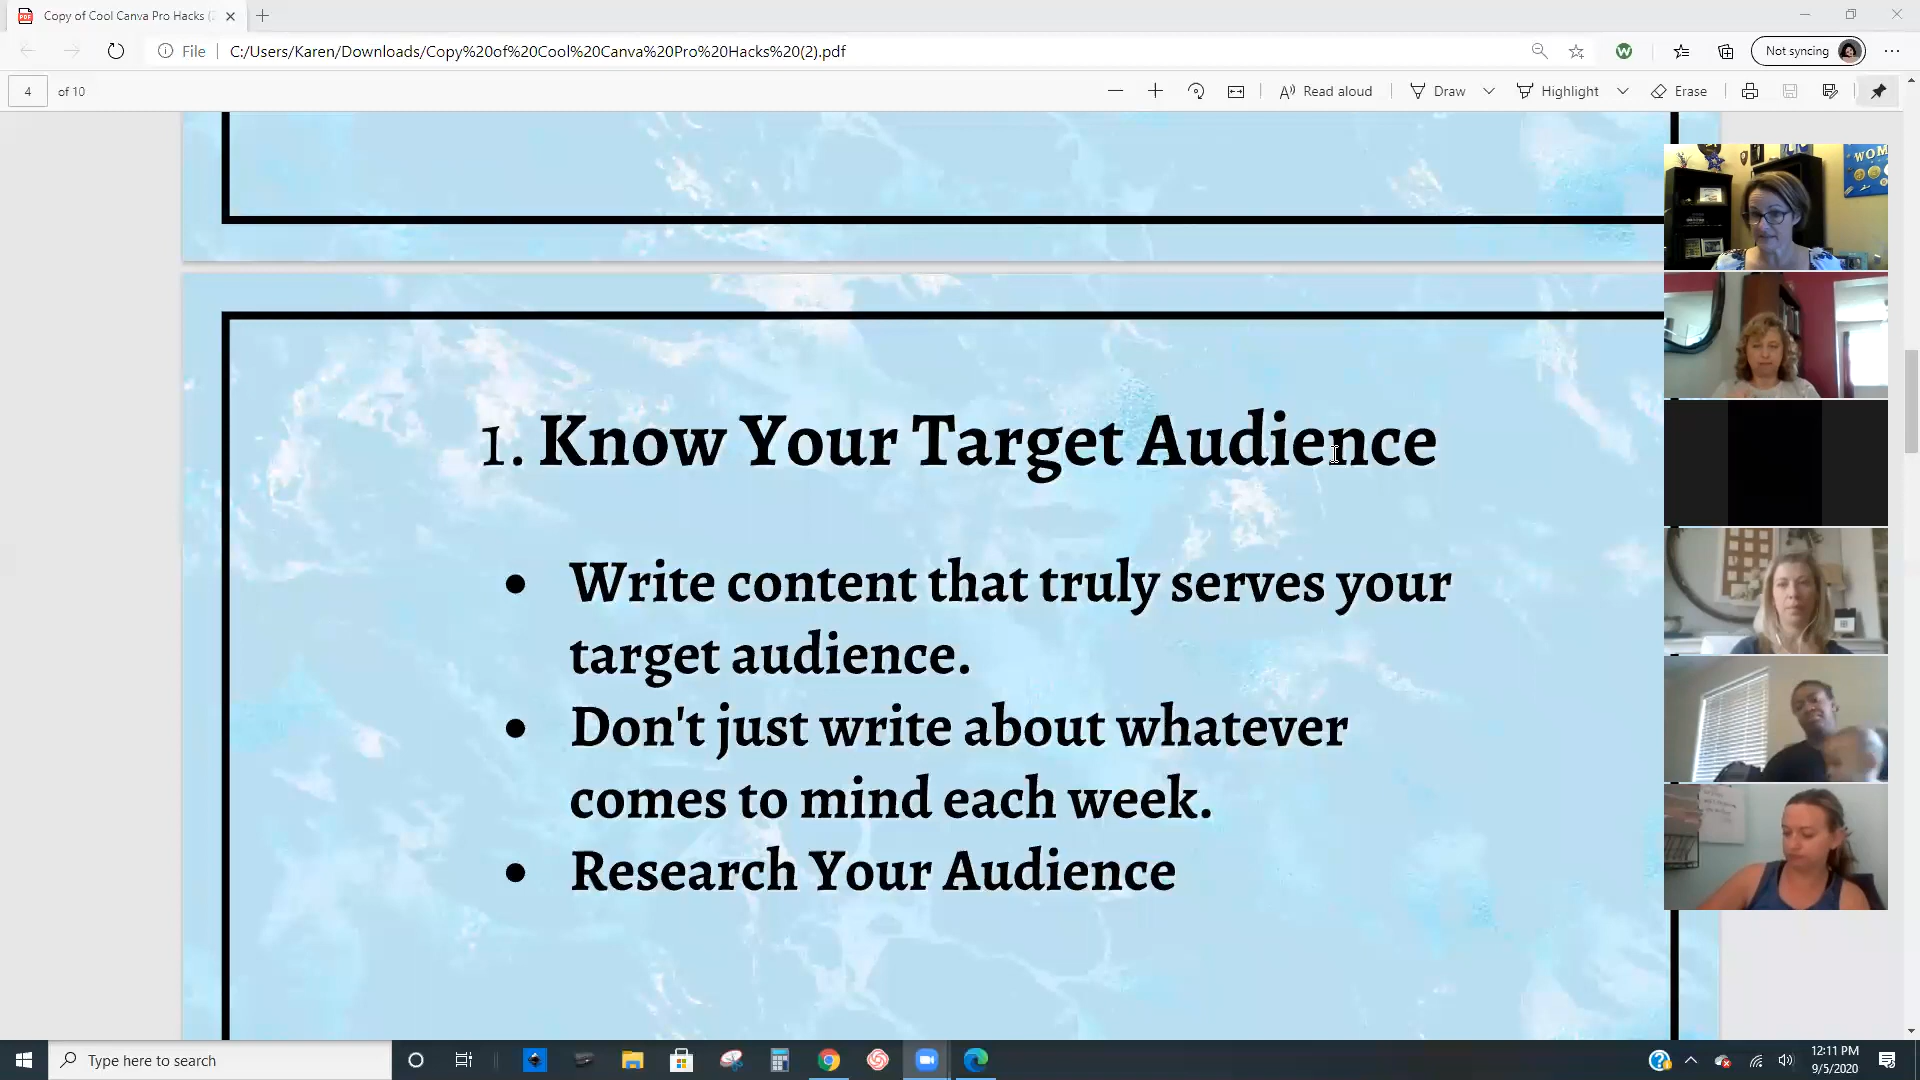 Copy of Cool Canva Pro Hacks (
File
C:/Users/Karen/Downloads/Copy%20of%20Cool%20Canva%20Pro%20Hacks%20(2).pdf
Not syncing
4 of 10
Read aloud
Draw
Highlight
Erase
WOM
1. Know Your Target Audience
• Write content that truly serves your
target audience.
• Don't just write about whatever
comes to mind each week.
• Research Your Audience
Type here to search
12:11 PM
9/5/2020